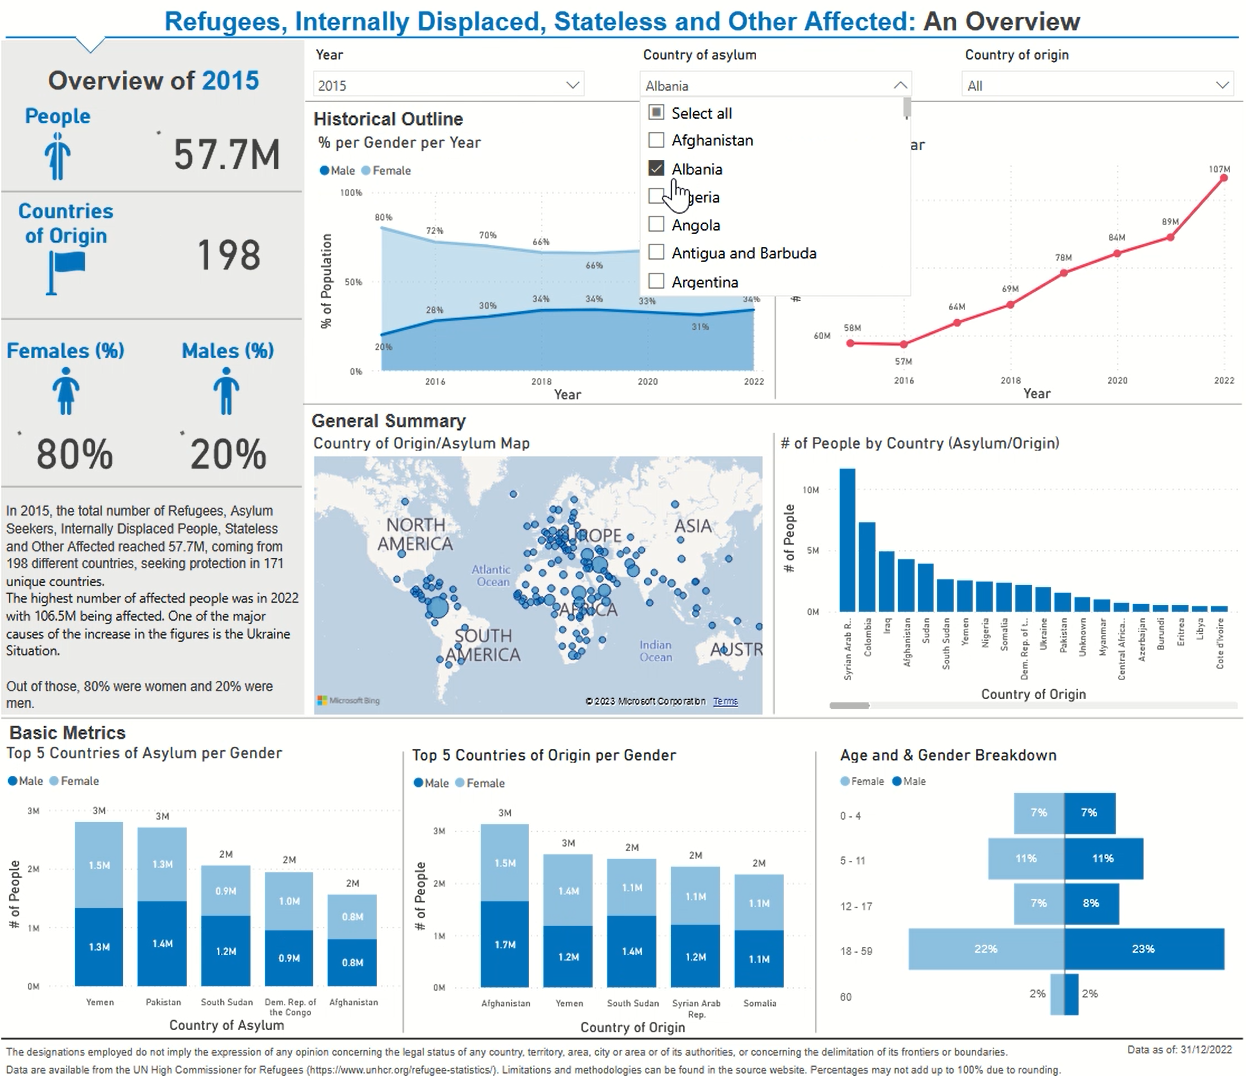 Refugees, Internally Displaced, Stateless and Other Affected: An Overview
Overview of 2015
People
57.7M
Countries
of Origin
198
Females (%)
Males (%)
80%
20%
In 2015, the total number of Refugees, Asylum
Seekers, Internally Displaced People, Stateless
and Other Affected reached 57.7M, coming from
198 different countries, seeking protection in 171
unique countries.
The highest number of affected people was in 2022
with 106.5M being affected. One of the major
causes of the increase in the figures is the Ukraine
Situation.
Out of those, 80% were women and 20% were
men.
Year
2015
Country of asylum
Albania
Select all
Afghanistan
Albania
Angola
Antigua and Barbuda
Argentina
Country of origin
All
Historical Outline
% per Gender per Year
Male Female
% of Population
100%
50%
0%
80%
72%
70%
66%
66%
20%
28%
30%
34%
34%
33%
31%
34%
2016 2018 2020 2022
Year
ar
60M
58M
57M
64M
69M
78M
84M
89M
107M
2016 2018 2020 2022
Year
General Summary
Country of Origin/Asylum Map
NORTH
AMERICA
EUROPE
ASIA
Atlantic
Ocean
AFRICA
SOUTH
AMERICA
Indian
Ocean
AUSTR
Microsoft Bing
© 2023 Microsoft Corporation Terms
# of People by Country (Asylum/Origin)
# of People
10M
5M
0M
Syrian Arab R..
Colombia
Iraq
Afghanistan
Sudan
South Sudan
Yemen
Nigeria
Somalia
Dem. Rep. of t...
Ukraine
Pakistan
Unknown
Myanmar
Central Africa..
Azerbaijan
Burundi
Eritrea
Libya
Cote d'Ivoire
Country of Origin
Basic Metrics
Top 5 Countries of Asylum per Gender
Male Female
# of People
3M
2M
1M
0M
3M 3M 2M 2M 2M
1.5M 1.3M 0.9M 1.0M 0.8M
1.3M 1.4M 1.2M 0.9M 0.8M
Yemen Pakistan South Sudan Dem. Rep. of Afghanistan
the Congo
Country of Asylum
Top 5 Countries of Origin per Gender
Male Female
# of People
3M
2M
1M
0M
3M 3M 2M 2M 2M
1.5M 1.4M 1.1M 1.1M 1.1M
1.7M 1.2M 1.4M 1.2M 1.1M
Afghanistan Yemen South Sudan Syrian Arab Somalia
Rep.
Country of Origin
Age and & Gender Breakdown
Female Male
0 - 4 7% 7%
5 - 11 11% 11%
12 - 17 7% 8%
18 - 59 22% 23%
60 2% 2%
The designations employed do not imply the expression of any opinion concerning the legal status of any country, territory, area, city or area or of its authorities, or concerning the delimitation of its frontiers or boundaries.
Data as of: 31/12/2022
Data are available from the UN High Commissioner for Refugees (https://www.unhcr.org/refugee-statistics/). Limitations and methodologies can be found in the source website. Percentages may not add up to 100% due to rounding.